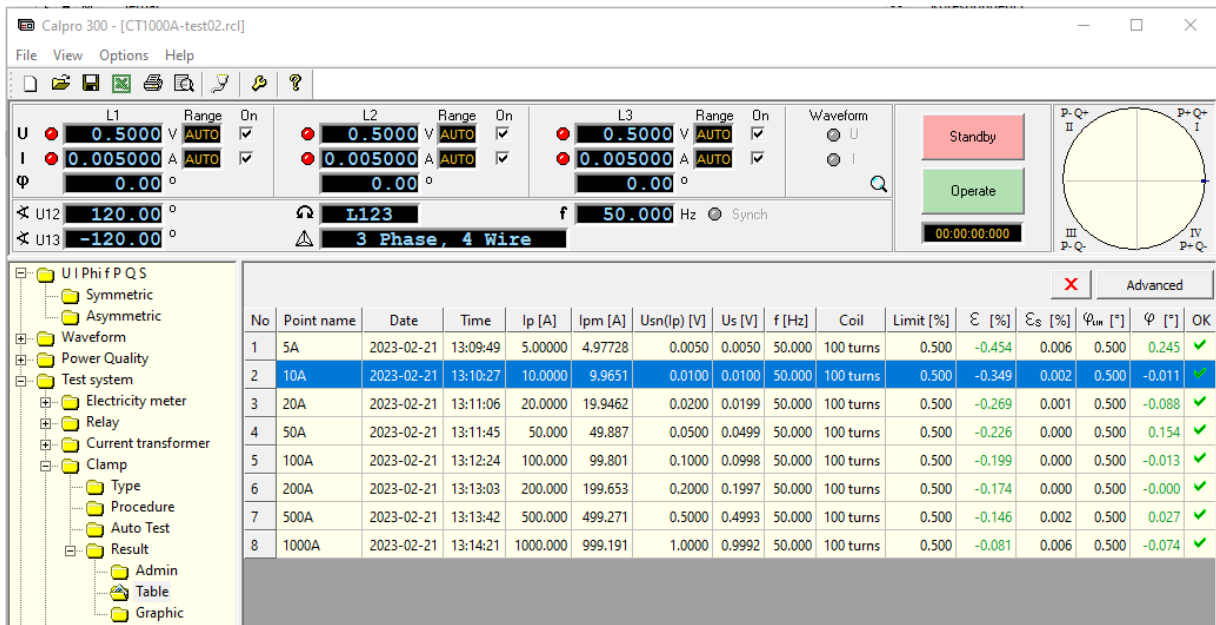 Calpro 300 - [CT1000A-test02.rcl]
File View Options Help
L1 Range On L2 Range On L3 Range On Waveform
U 0.5000 V AUTO 0.5000 V AUTO 0.5000 V AUTO U
I 0.005000 A AUTO 0.005000 A AUTO 0.005000 A AUTO I
φ 0.00 ° 0.00 ° 0.00 °
∢ U12 120.00 ° L123 f 50.000 Hz Synch
∢ U13 -120.00 ° 3 Phase, 4 Wire
Standby
Operate
00:00:00:000
P- Q+ P+ Q+
II I
III IV
P- Q- P+ Q-
U I Phi f P Q S
Symmetric
Asymmetric
Waveform
Power Quality
Test system
Electricity meter
Relay
Current transformer
Clamp
Type
Procedure
Auto Test
Result
Admin
Table
Graphic
X Advanced
No Point name Date Time Ip [A] Ipm [A] Usn(Ip) [V] Us [V] f [Hz] Coil Limit [%] ε [%] εs [%] φLIM [°] φ [°] OK
1 5A 2023-02-21 13:09:49 5.00000 4.97728 0.0050 0.0050 50.000 100 turns 0.500 -0.454 0.006 0.500 0.245 ✔
2 10A 2023-02-21 13:10:27 10.0000 9.9651 0.0100 0.0100 50.000 100 turns 0.500 -0.349 0.002 0.500 -0.011 ✔
3 20A 2023-02-21 13:11:06 20.0000 19.9462 0.0200 0.0199 50.000 100 turns 0.500 -0.269 0.001 0.500 -0.088 ✔
4 50A 2023-02-21 13:11:45 50.000 49.887 0.0500 0.0499 50.000 100 turns 0.500 -0.226 0.000 0.500 0.154 ✔
5 100A 2023-02-21 13:12:24 100.000 99.801 0.1000 0.0998 50.000 100 turns 0.500 -0.199 0.000 0.500 -0.013 ✔
6 200A 2023-02-21 13:13:03 200.000 199.653 0.2000 0.1997 50.000 100 turns 0.500 -0.174 0.000 0.500 -0.000 ✔
7 500A 2023-02-21 13:13:42 500.000 499.271 0.5000 0.4993 50.000 100 turns 0.500 -0.146 0.002 0.500 0.027 ✔
8 1000A 2023-02-21 13:14:21 1000.000 999.191 1.0000 0.9992 50.000 100 turns 0.500 -0.081 0.006 0.500 -0.074 ✔